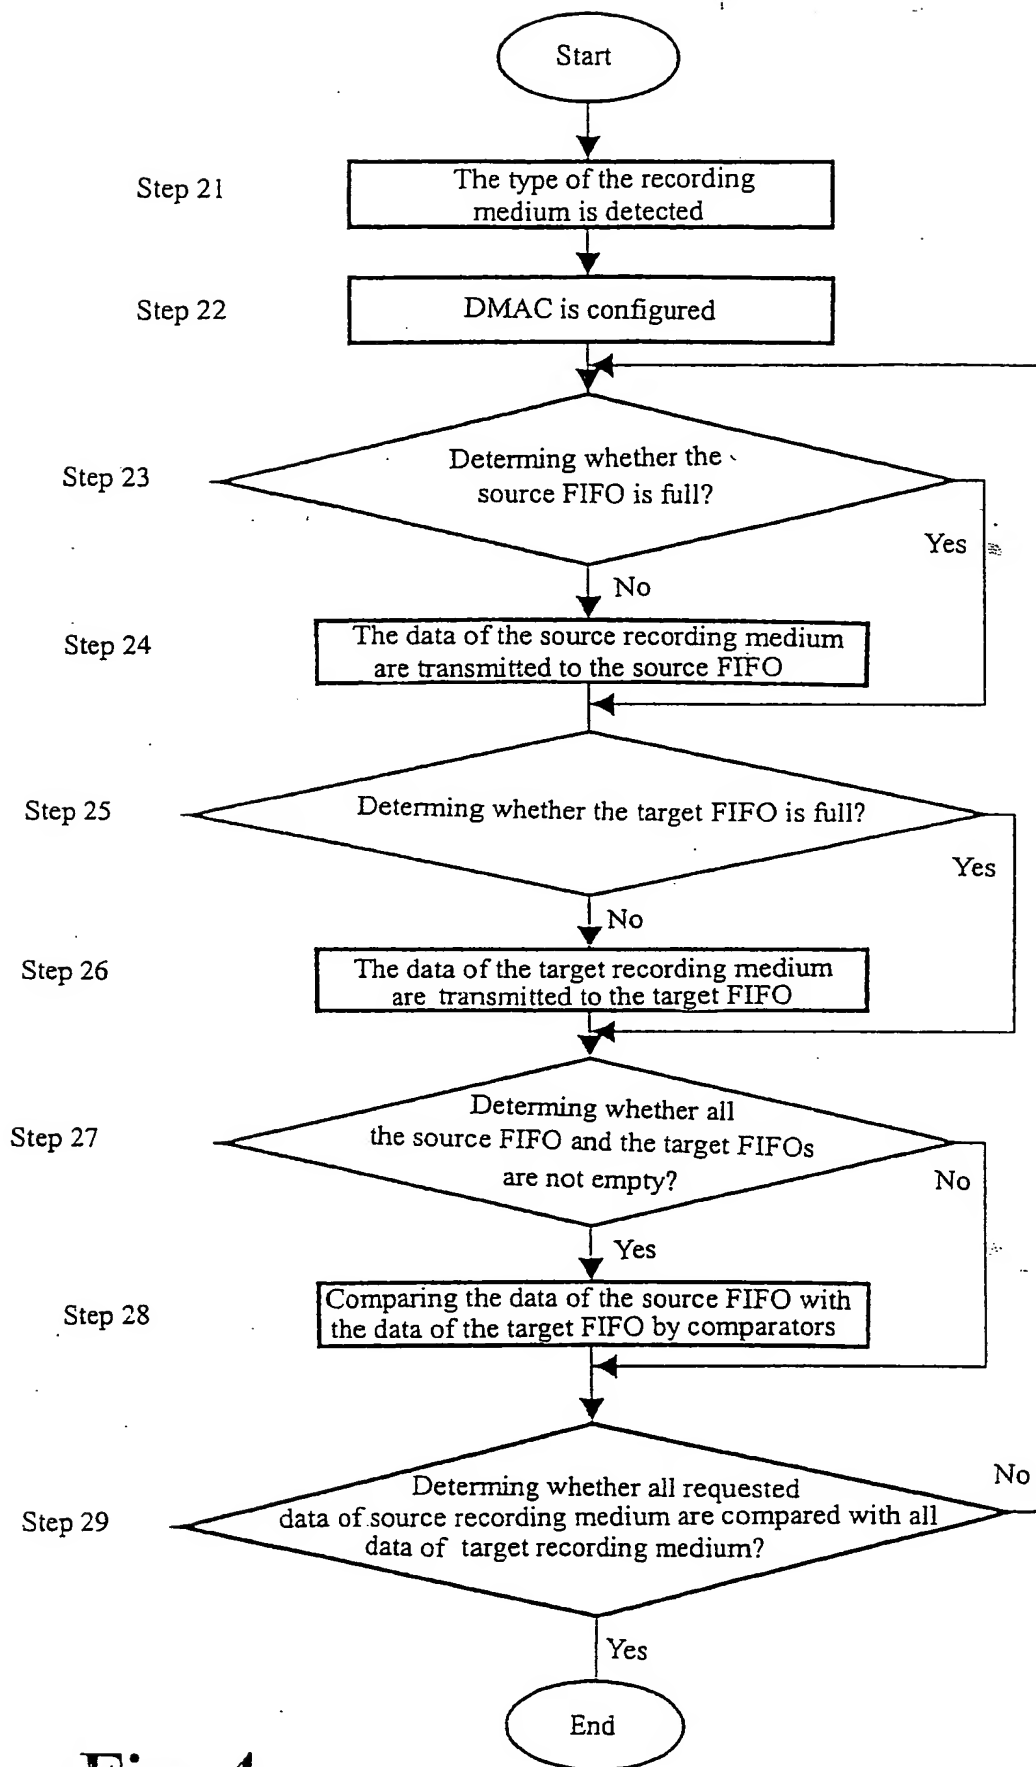 Start
Step 21
The type of the recording
medium is detected
Step 22
DMAC is configured
Step 23
Determing whether the
source FIFO is full?
Yes
No
Step 24
The data of the source recording medium
are transmitted to the source FIFO
Step 25
Determing whether the target FIFO is full?
Yes
No
Step 26
The data of the target recording medium
are transmitted to the target FIFO
Step 27
Determing whether all
the source FIFO and the target FIFOs
are not empty?
No
Yes
Step 28
Comparing the data of the source FIFO with
the data of the target FIFO by comparators
Step 29
Determing whether all requested
data of source recording medium are compared with all
data of target recording medium?
No
Yes
End